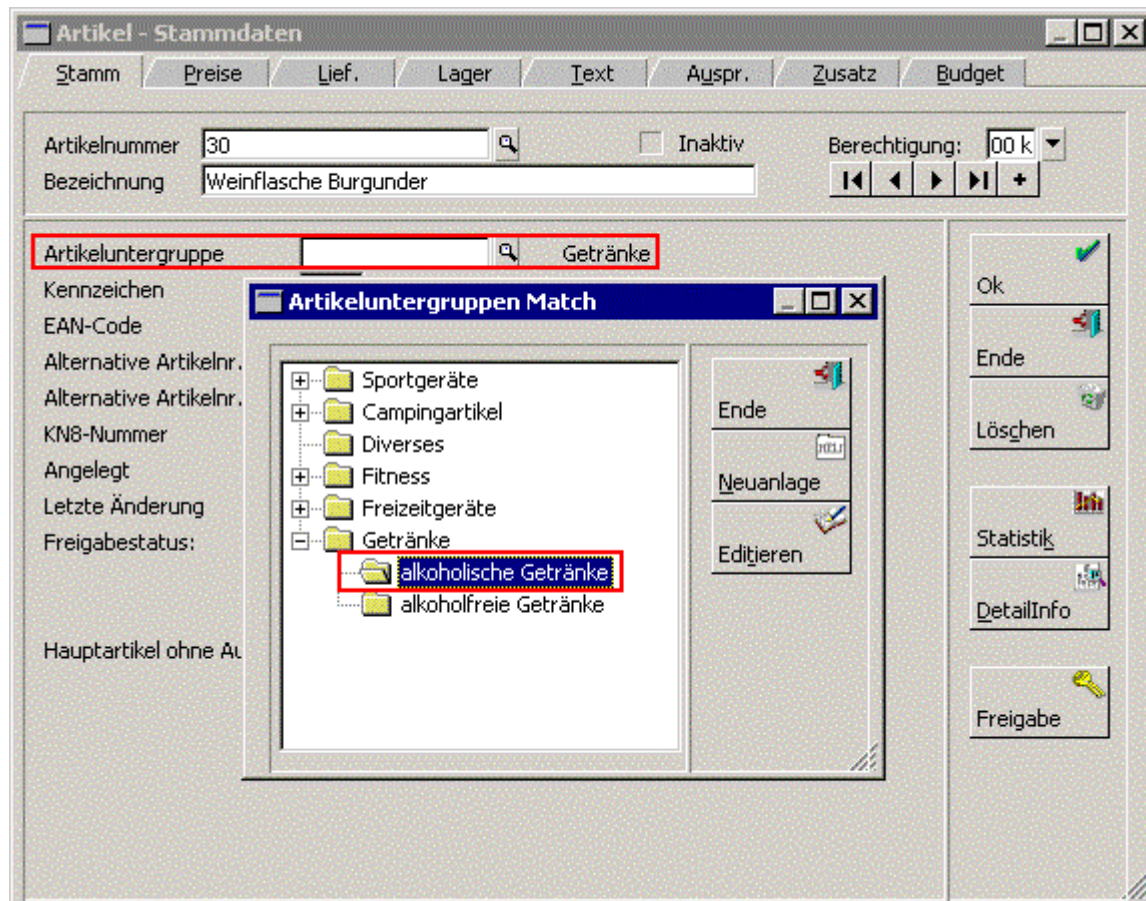 Artikel - Stammdaten
Stamm Preise Lief. Lager Text Auspr. Zusatz Budget
Artikelnummer 30 Inaktiv Berechtigung: 00 k
Bezeichnung Weinflasche Burgunder
Artikeluntergruppe Getränke
Kennzeichen
EAN-Code
Alternative Artikelnr.
Alternative Artikelnr.
KN8-Nummer
Angelegt
Letzte Änderung
Freigabestatus:
Hauptartikel ohne Au
Artikeluntergruppen Match
Sportgeräte
Campingartikel
Diverses
Fitness
Freizeitgeräte
Getränke
alkoholische Getränke
alkoholfreie Getränke
Ende
Neuanlage
Editieren
Ok
Ende
Löschen
Statistik
DetailInfo
Freigabe